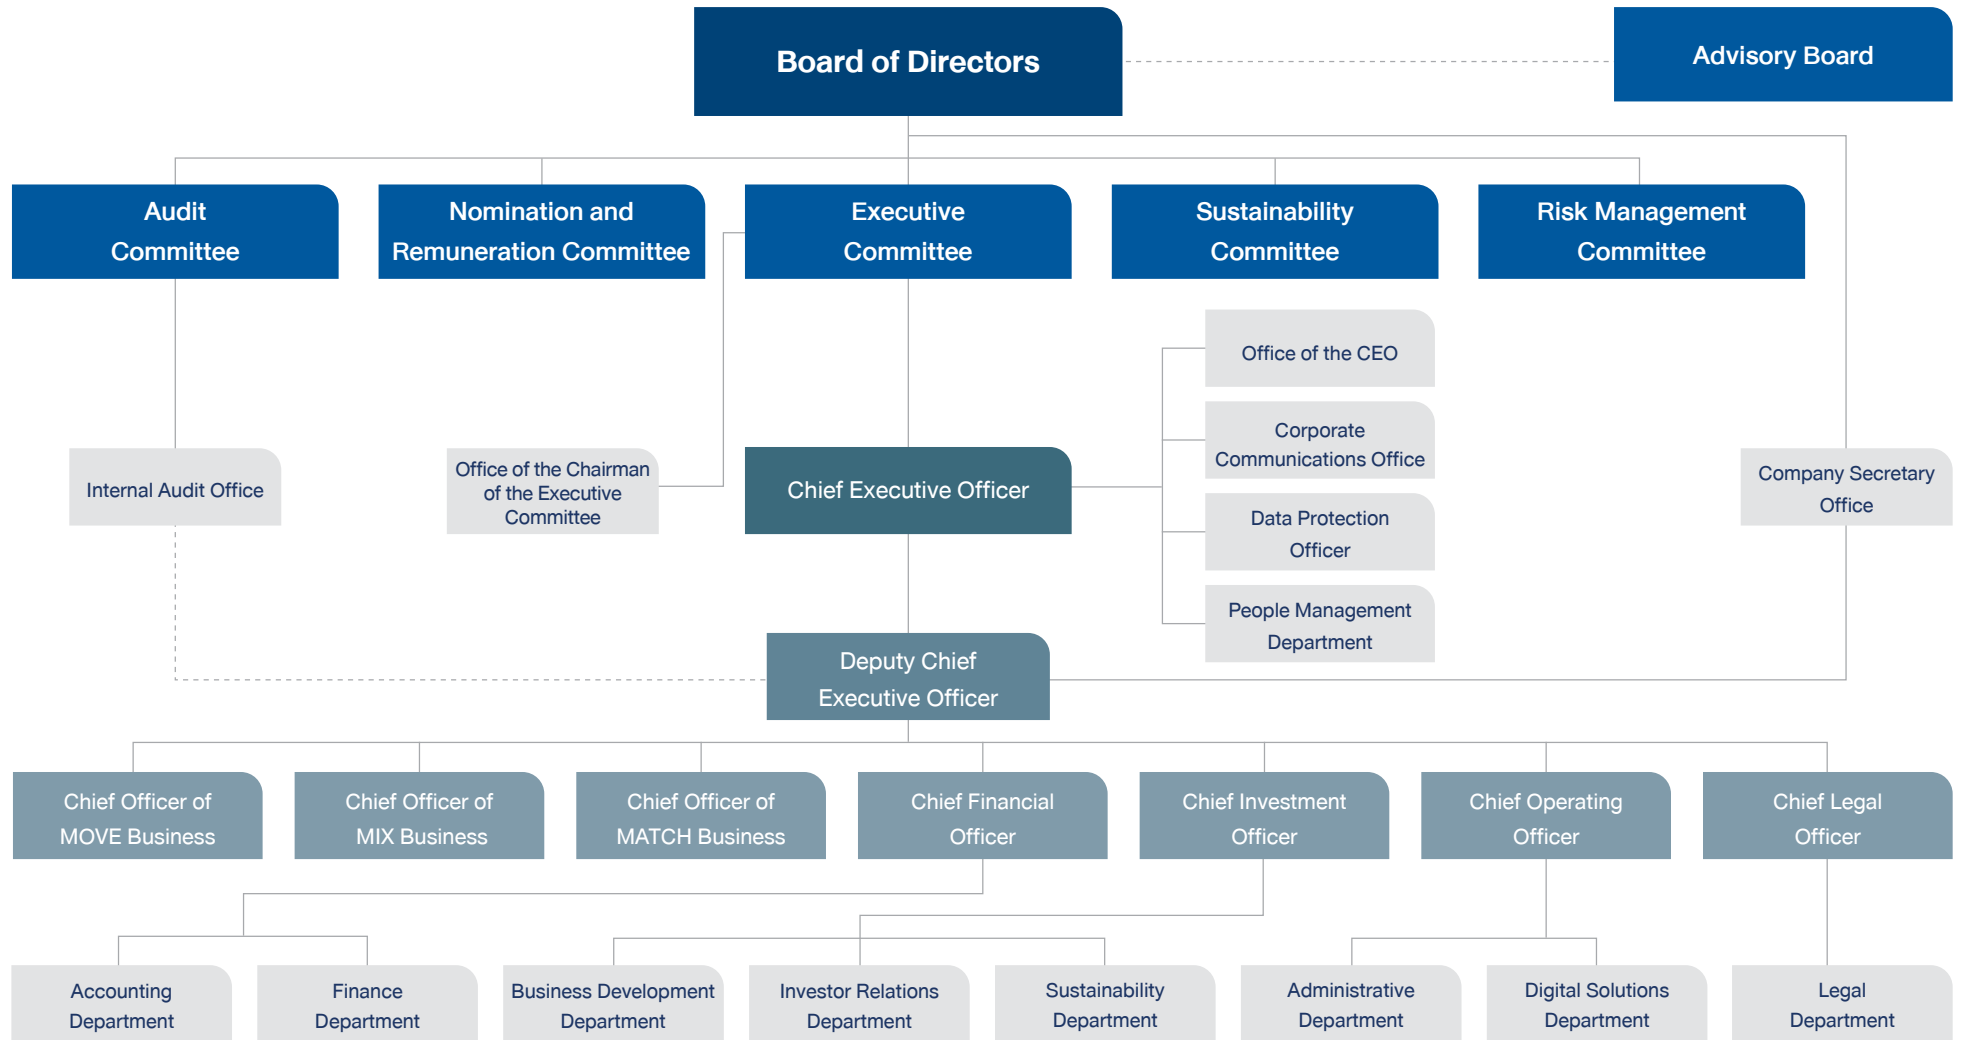 Board of Directors
Advisory Board
Audit
Committee
Nomination and
Remuneration Committee
Executive
Committee
Sustainability
Committee
Risk Management
Committee
Office of the CEO
Corporate
Communications Office
Internal Audit Office
Office of the Chairman
of the Executive
Committee
Chief Executive Officer
Company Secretary
Office
Data Protection
Officer
People Management
Department
Deputy Chief
Executive Officer
Chief Officer of
MOVE Business
Chief Officer of
MIX Business
Chief Officer of
MATCH Business
Chief Financial
Officer
Chief Investment
Officer
Chief Operating
Officer
Chief Legal
Officer
Accounting
Department
Finance
Department
Business Development
Department
Investor Relations
Department
Sustainability
Department
Administrative
Department
Digital Solutions
Department
Legal
Department